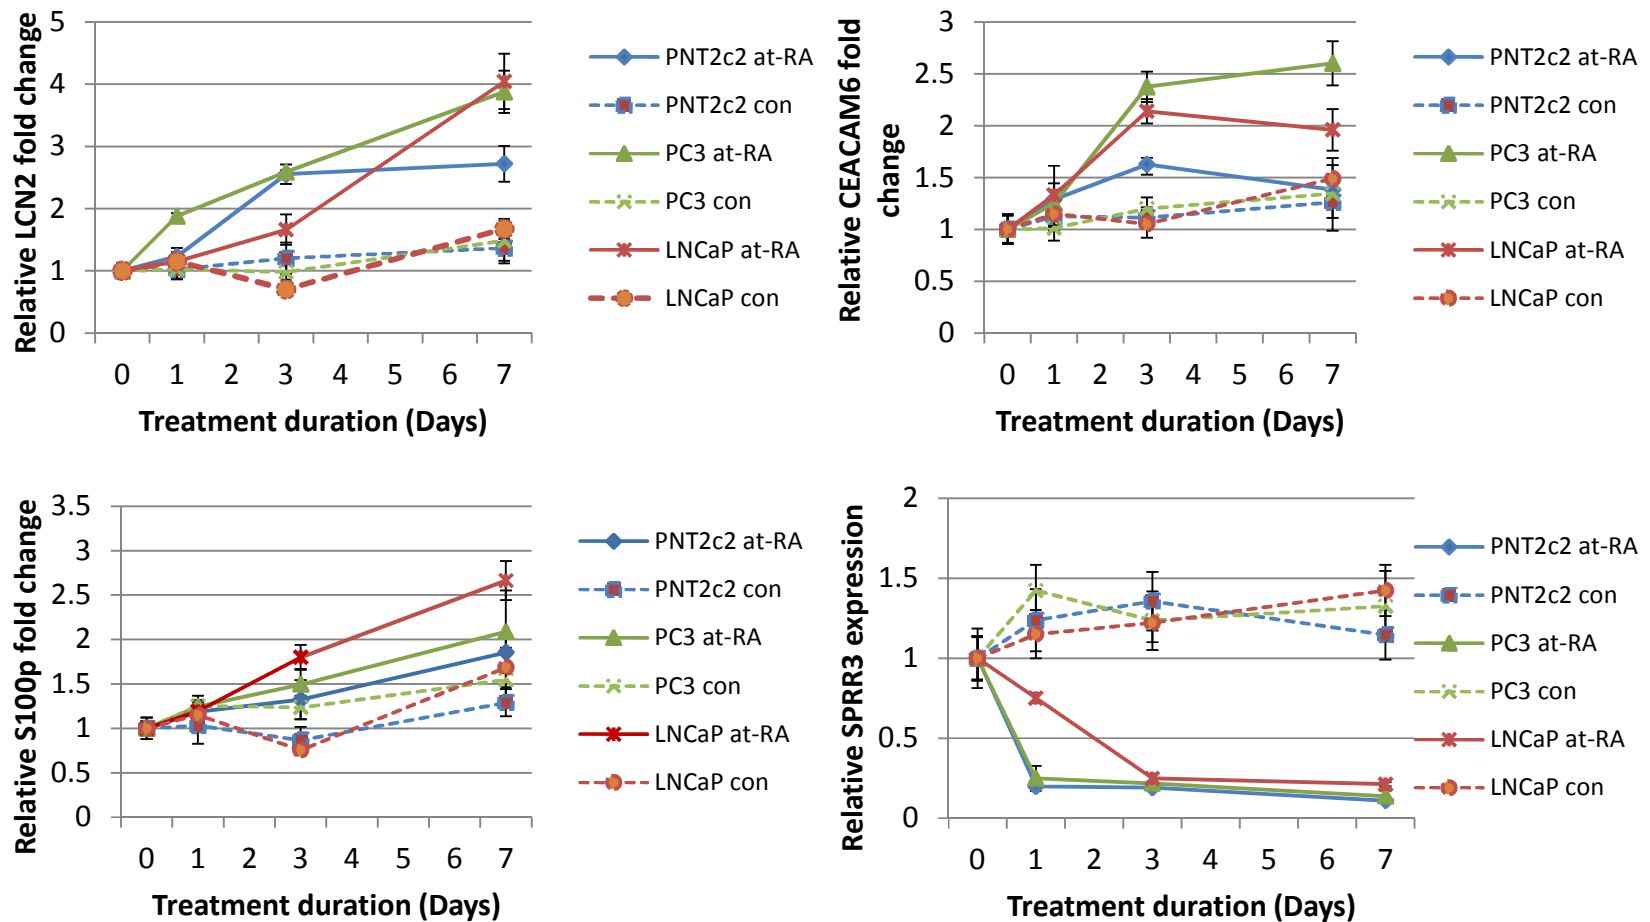 Relative LCN2 fold change
5
4
3
2
1
0
0 1 2 3 4 5 6 7
Treatment duration (Days)
PNT2c2 at-RA
PNT2c2 con
PC3 at-RA
PC3 con
LNCaP at-RA
LNCaP con
Relative CEACAM6 fold
change
3
2.5
2
1.5
1
0.5
0
0 1 2 3 4 5 6 7
Treatment duration (Days)
PNT2c2 at-RA
PNT2c2 con
PC3 at-RA
PC3 con
LNCaP at-RA
LNCaP con
Relative S100p fold change
3.5
3
2.5
2
1.5
1
0.5
0
0 1 2 3 4 5 6 7
Treatment duration (Days)
PNT2c2 at-RA
PNT2c2 con
PC3 at-RA
PC3 con
LNCaP at-RA
LNCaP con
Relative SPRR3 expression
2
1.5
1
0.5
0
0 1 2 3 4 5 6 7
Treatment duration (Days)
PNT2c2 at-RA
PNT2c2 con
PC3 at-RA
PC3 con
LNCaP at-RA
LNCaP con